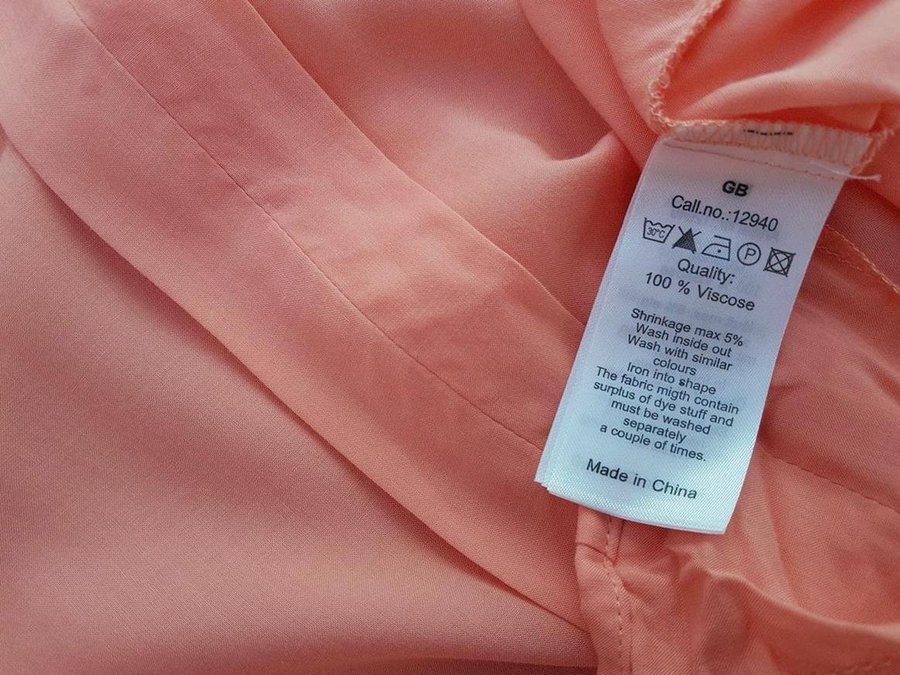 GB
Call.no.:12940
30°C P
Quality:
100 % Viscose
Shrinkage max 5%
Wash inside out
Wash with similar
colours
Iron into shape
The fabric migth contain
surplus of dye stuff and
must be washed
separately
a couple of times.
Made in China